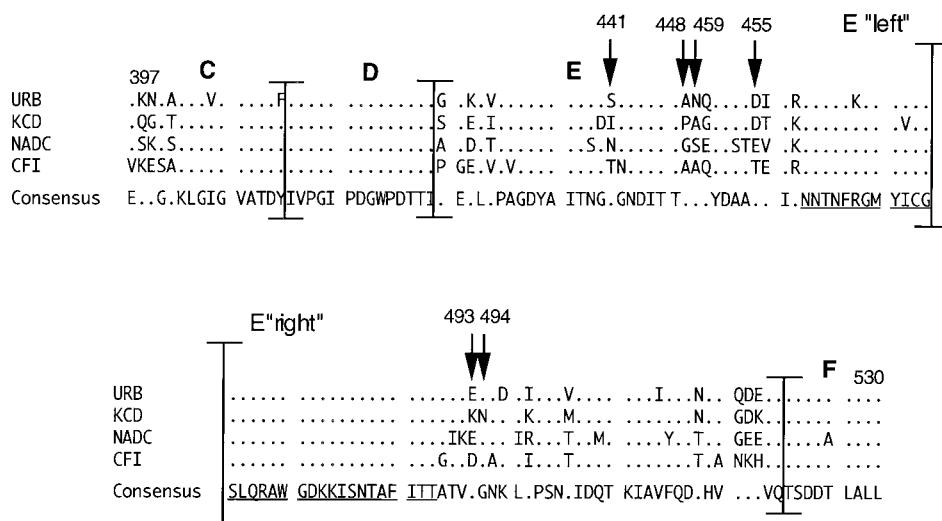 441 448 459 455 E "left"
397 C D E
URB .KN.A...V. .....F.... .......... G .K.V...... .....S.... ..ANQ...DI .R.....K.. ....
KCD .QG.T..... .......... .......... S .E.I...... ....DI.... ..PAG...DT .K........ .V..
NADC .SK.S..... .......... .......... A .D.T...... ...S.N.... ..GSE.STEV .K........ ....
CFI VKESA..... .......... .......... P GE.V.V.... .....TN... ..AAQ...TE .R........ ....
Consensus E..G.KLGIG VATDYIVPGI PDGWPDTTI. E.L.PAGDYA ITNG.GNDITT T...YDAA.. I.NNTNFRGM YICG
E"right" 493 494
F 530
URB ...... .......... .....E..D .I..V..... ..I..N. QDE....... ....
KCD ...... .......... .....KN.. .K..M..... .....N. GDK....... ....
NADC ...... .......... ...IKE... IR..T.M... ..Y..T. GEE....A.. ....
CFI ...... .......... ...G.D.A. .I..T..... .....T.A NKH....... ....
Consensus SLQRAW GDKKISNTAF ITTATV.GNK L.PSN.IDQT KIAVFQD.HV ...VQTSDDT LALL